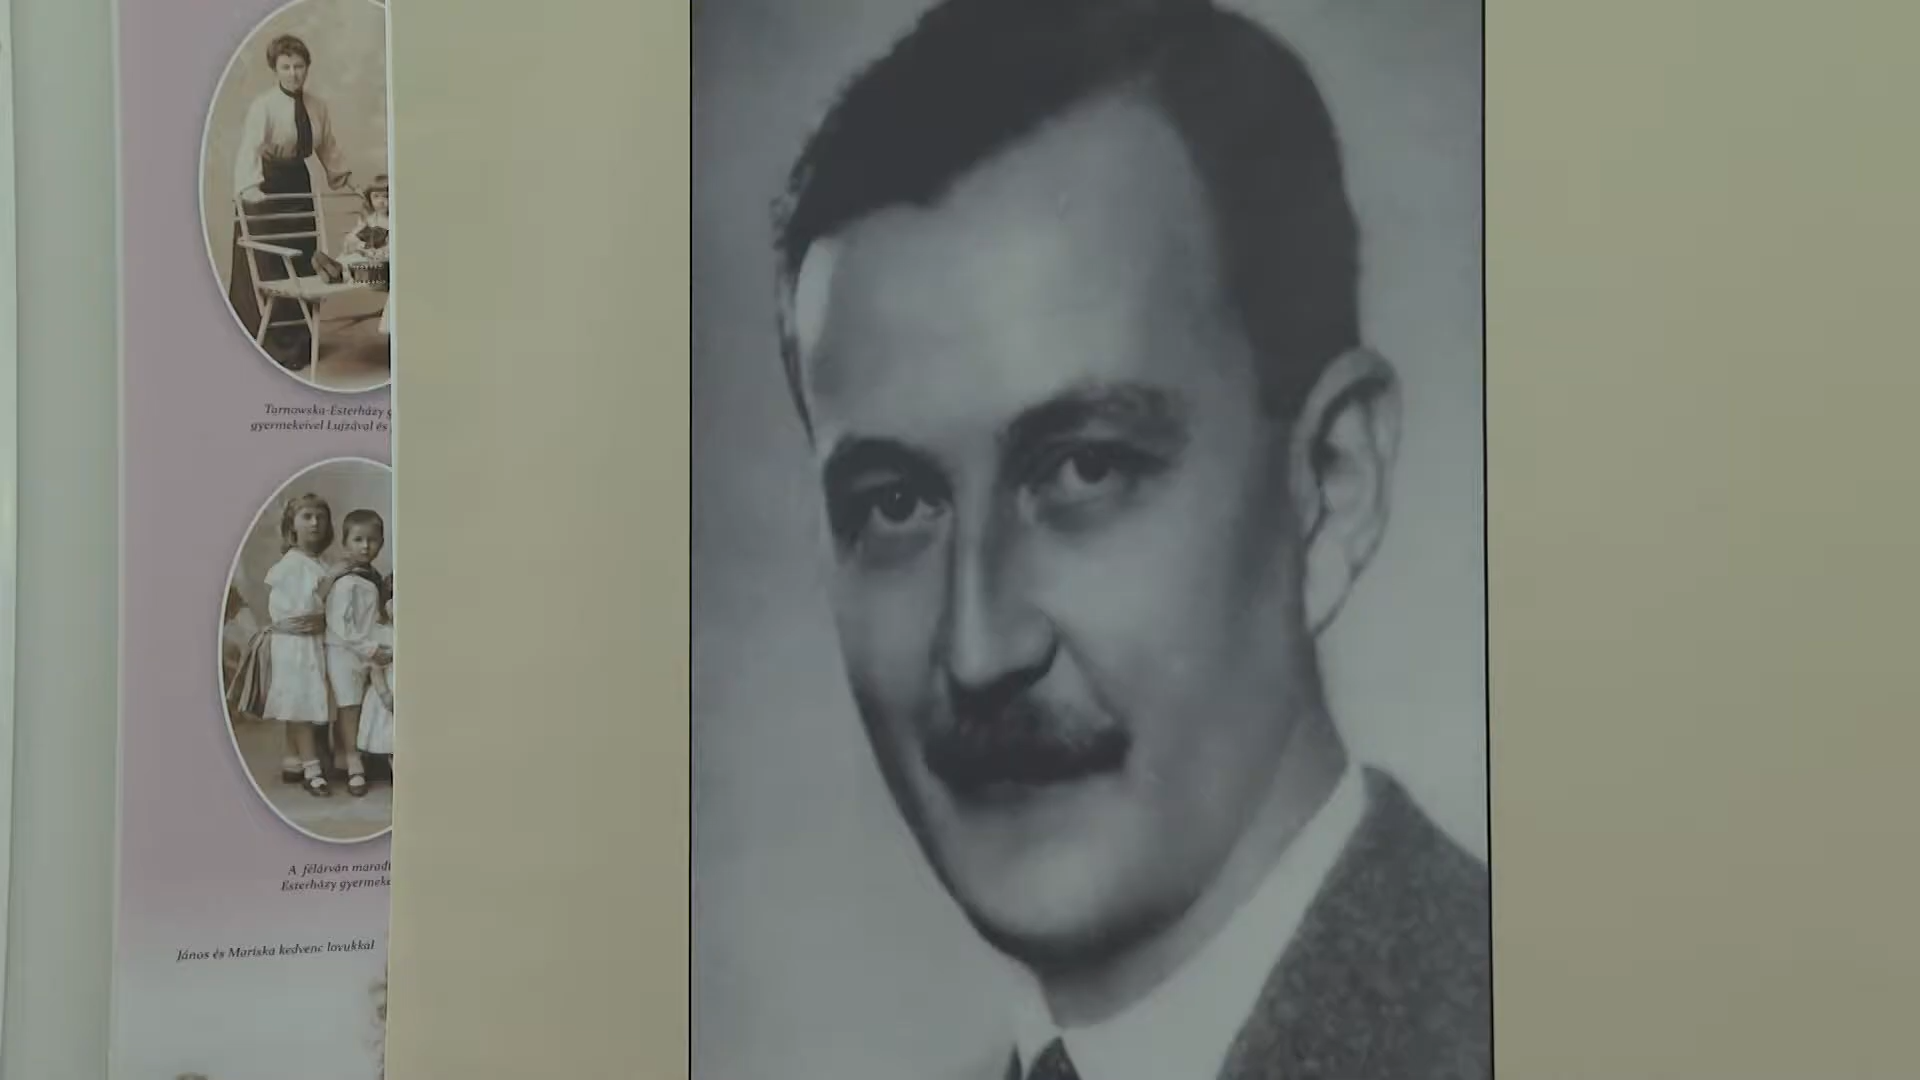 Tarnowska-Esterházy g
gyermekeivel Lujzával és
A félárván maradt
Esterházy gyermeke
János és Mariska kedvenc lovukkal